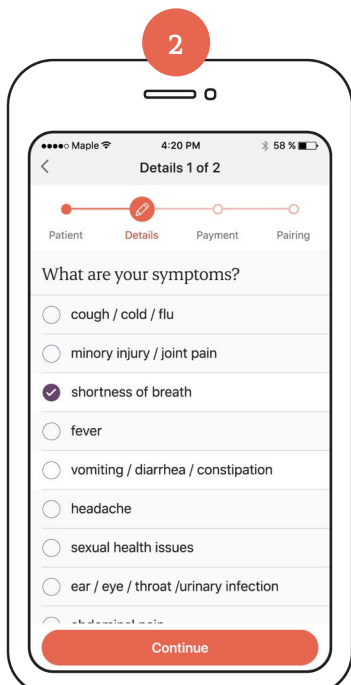 2
Maple 4:20 PM 58 %
Details 1 of 2
Patient Details Payment Pairing
What are your symptoms?
cough / cold / flu
minory injury / joint pain
shortness of breath
fever
vomiting / diarrhea / constipation
headache
sexual health issues
ear / eye / throat /urinary infection
abdominal pain
Continue